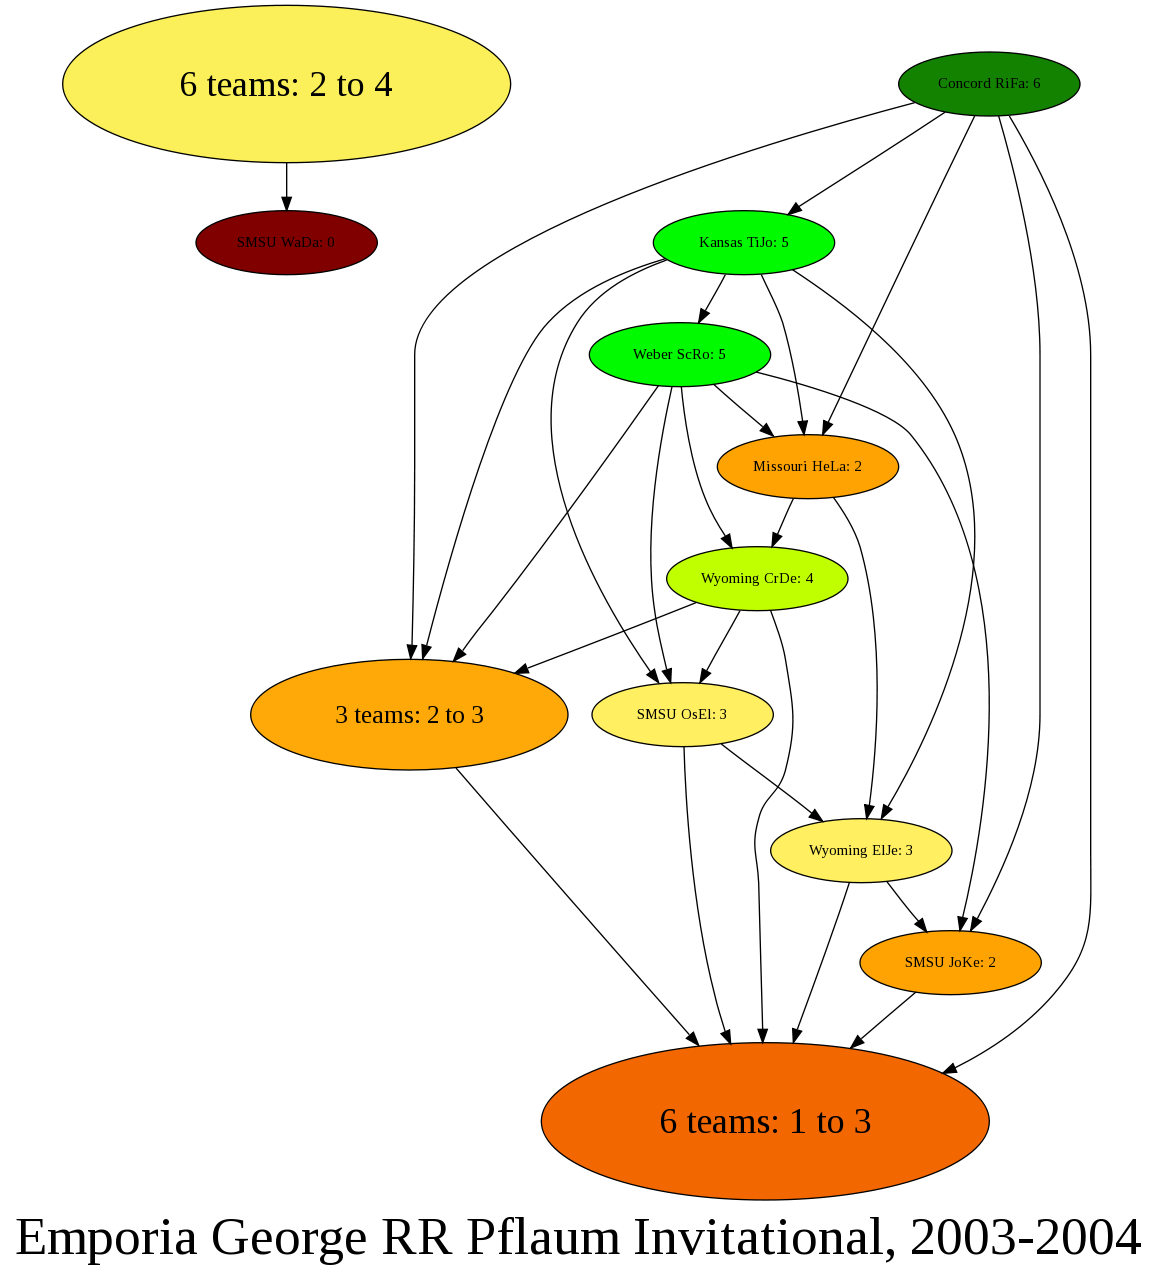 6 teams: 2 to 4
Concord RiFa: 6
SMSU WaDa: 0
Kansas TiJo: 5
Weber ScRo: 5
Missouri HeLa: 2
Wyoming CrDe: 4
3 teams: 2 to 3
SMSU OsEl: 3
Wyoming ElJe: 3
SMSU JoKe: 2
6 teams: 1 to 3
Emporia George RR Pflaum Invitational, 2003-2004